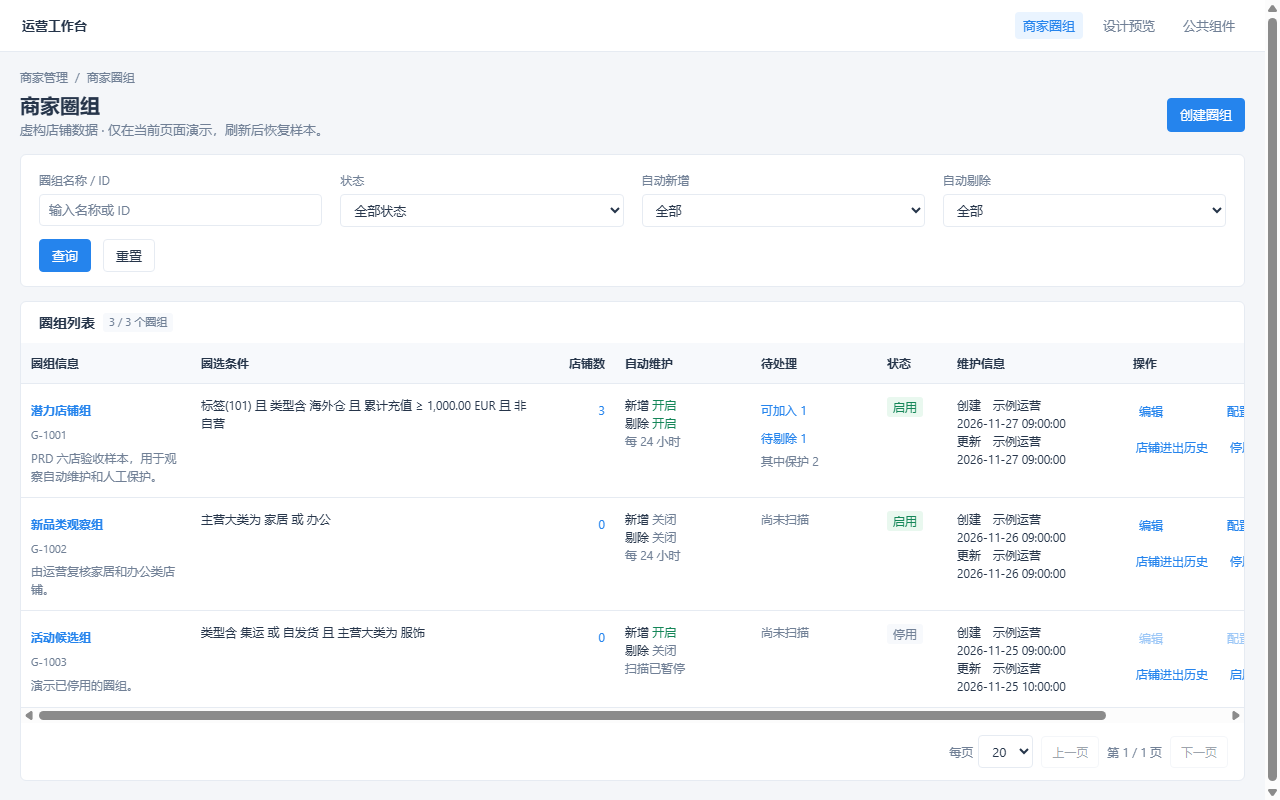 运营工作台
商家圈组 设计预览 公共组件
商家管理 / 商家圈组
商家圈组
虚构店铺数据 · 仅在当前页面演示，刷新后恢复样本。
创建圈组
圈组名称 / ID 状态 自动新增 自动剔除
输入名称或 ID 全部状态 全部 全部
查询 重置
圈组列表 3 / 3 个圈组
圈组信息 圈选条件 店铺数 自动维护 待处理 状态 维护信息 操作
潜力店铺组
G-1001
PRD 六店验收样本，用于观
察自动维护和人工保护。
标签(101) 且 类型含 海外仓 且 累计充值 ≥ 1,000.00 EUR 且 非
自营
3
新增 开启
剔除 开启
每 24 小时
可加入 1
待剔除 1
其中保护 2
启用
创建 示例运营
2026-11-27 09:00:00
更新 示例运营
2026-11-27 09:00:00
编辑 配置
店铺进出历史 停
新品类观察组
G-1002
由运营复核家居和办公类店
铺。
主营大类为 家居 或 办公
0
新增 关闭
剔除 关闭
每 24 小时
尚未扫描
启用
创建 示例运营
2026-11-26 09:00:00
更新 示例运营
2026-11-26 09:00:00
编辑 配置
店铺进出历史 停
活动候选组
G-1003
演示已停用的圈组。
类型含 集运 或 自发货 且 主营大类为 服饰
0
新增 开启
剔除 关闭
扫描已暂停
尚未扫描
停用
创建 示例运营
2026-11-25 09:00:00
更新 示例运营
2026-11-25 10:00:00
编辑 配置
店铺进出历史 启
每页 20 上一页 第 1 / 1 页 下一页